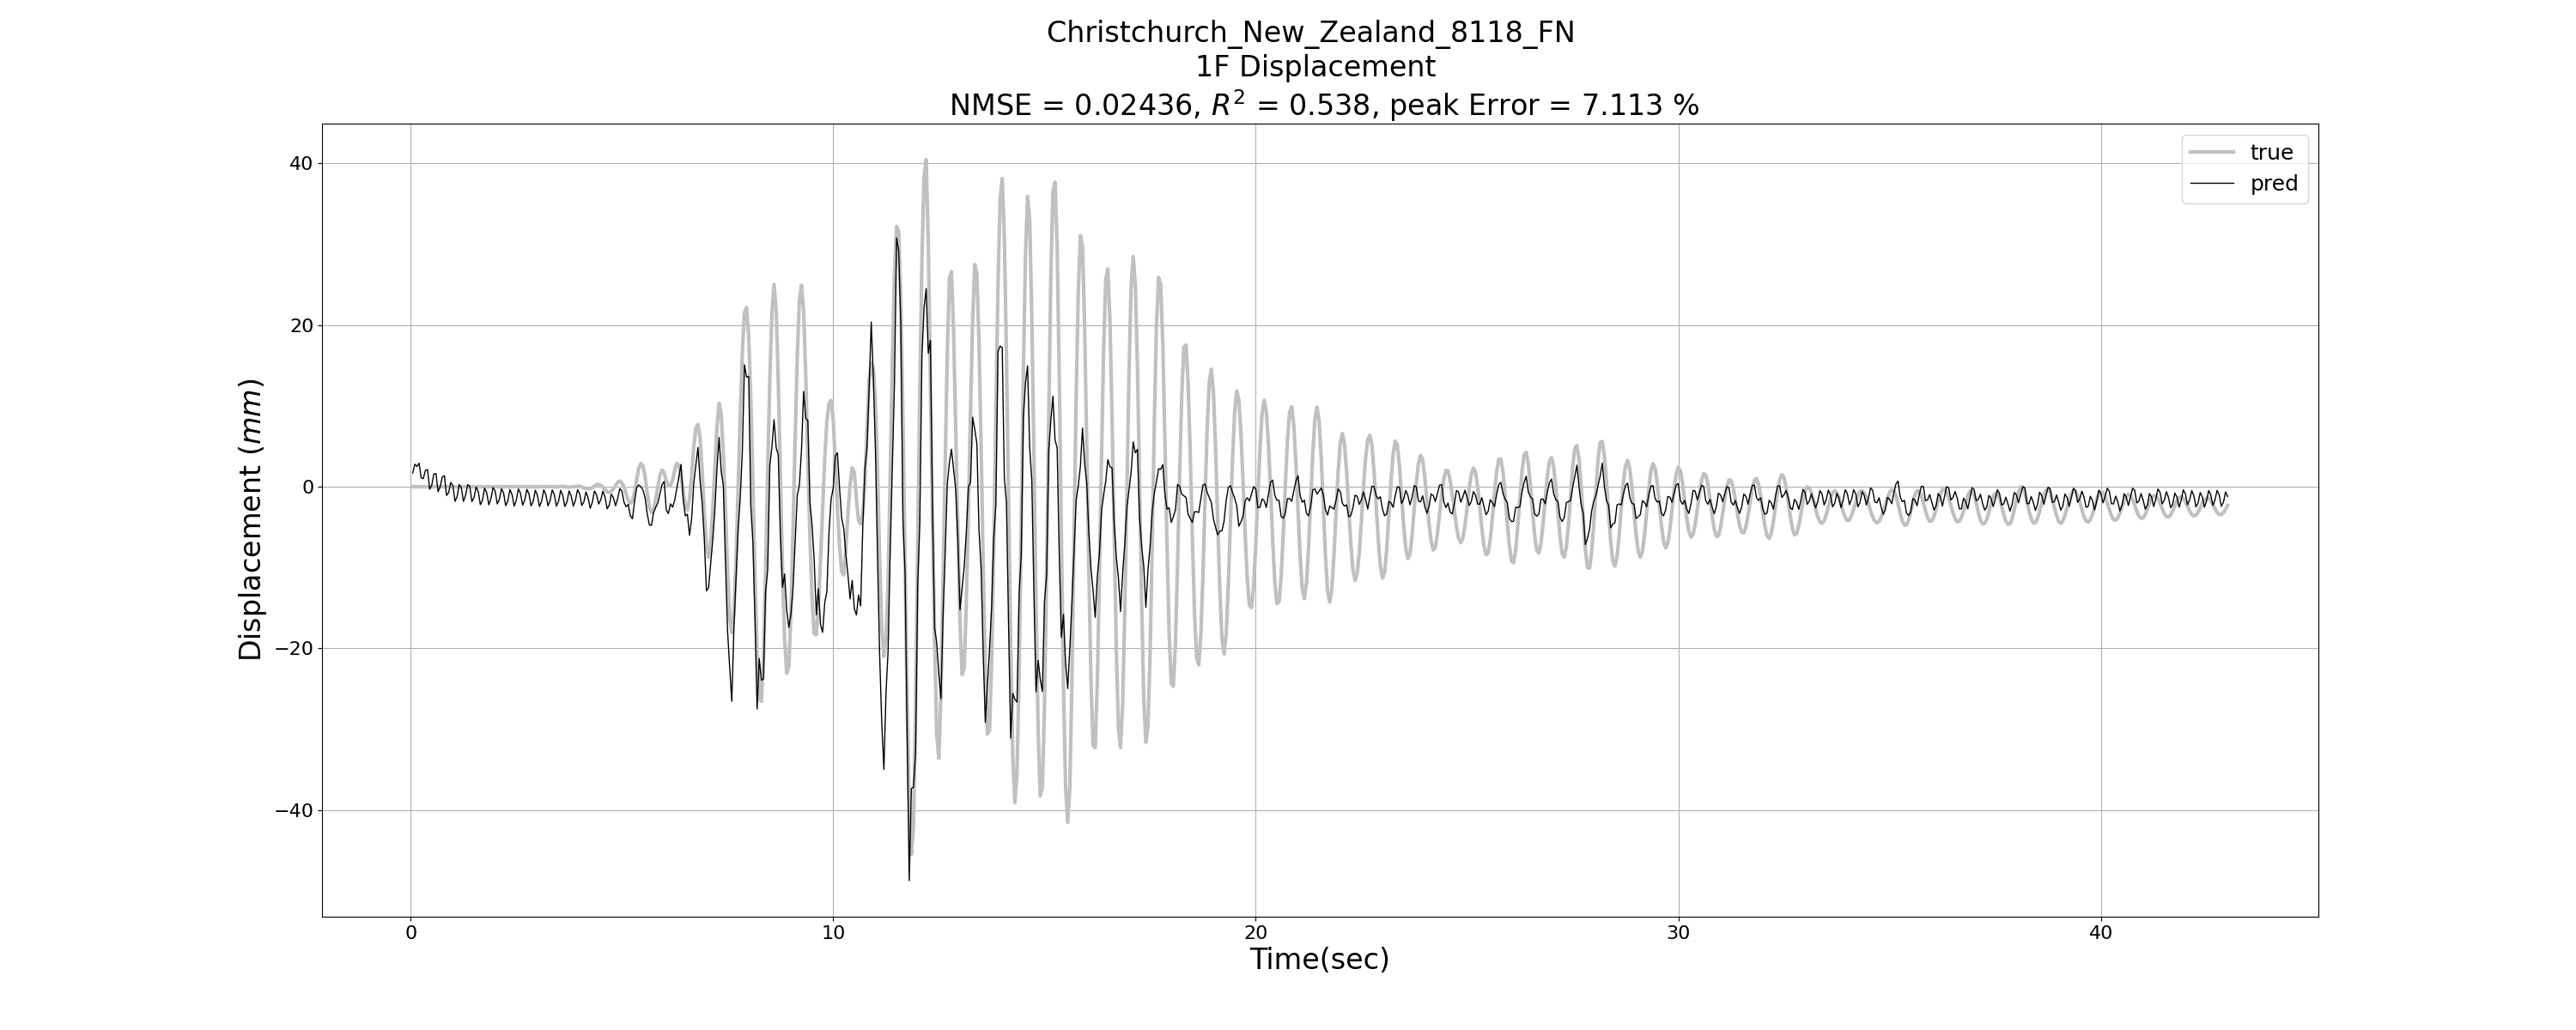 Christchurch_New_Zealand_8118_FN
1F Displacement
NMSE = 0.02436, R² = 0.538, peak Error = 7.113 %
true
pred
40
20
0
−20
−40
Displacement (mm)
0 10 20 30 40
Time(sec)